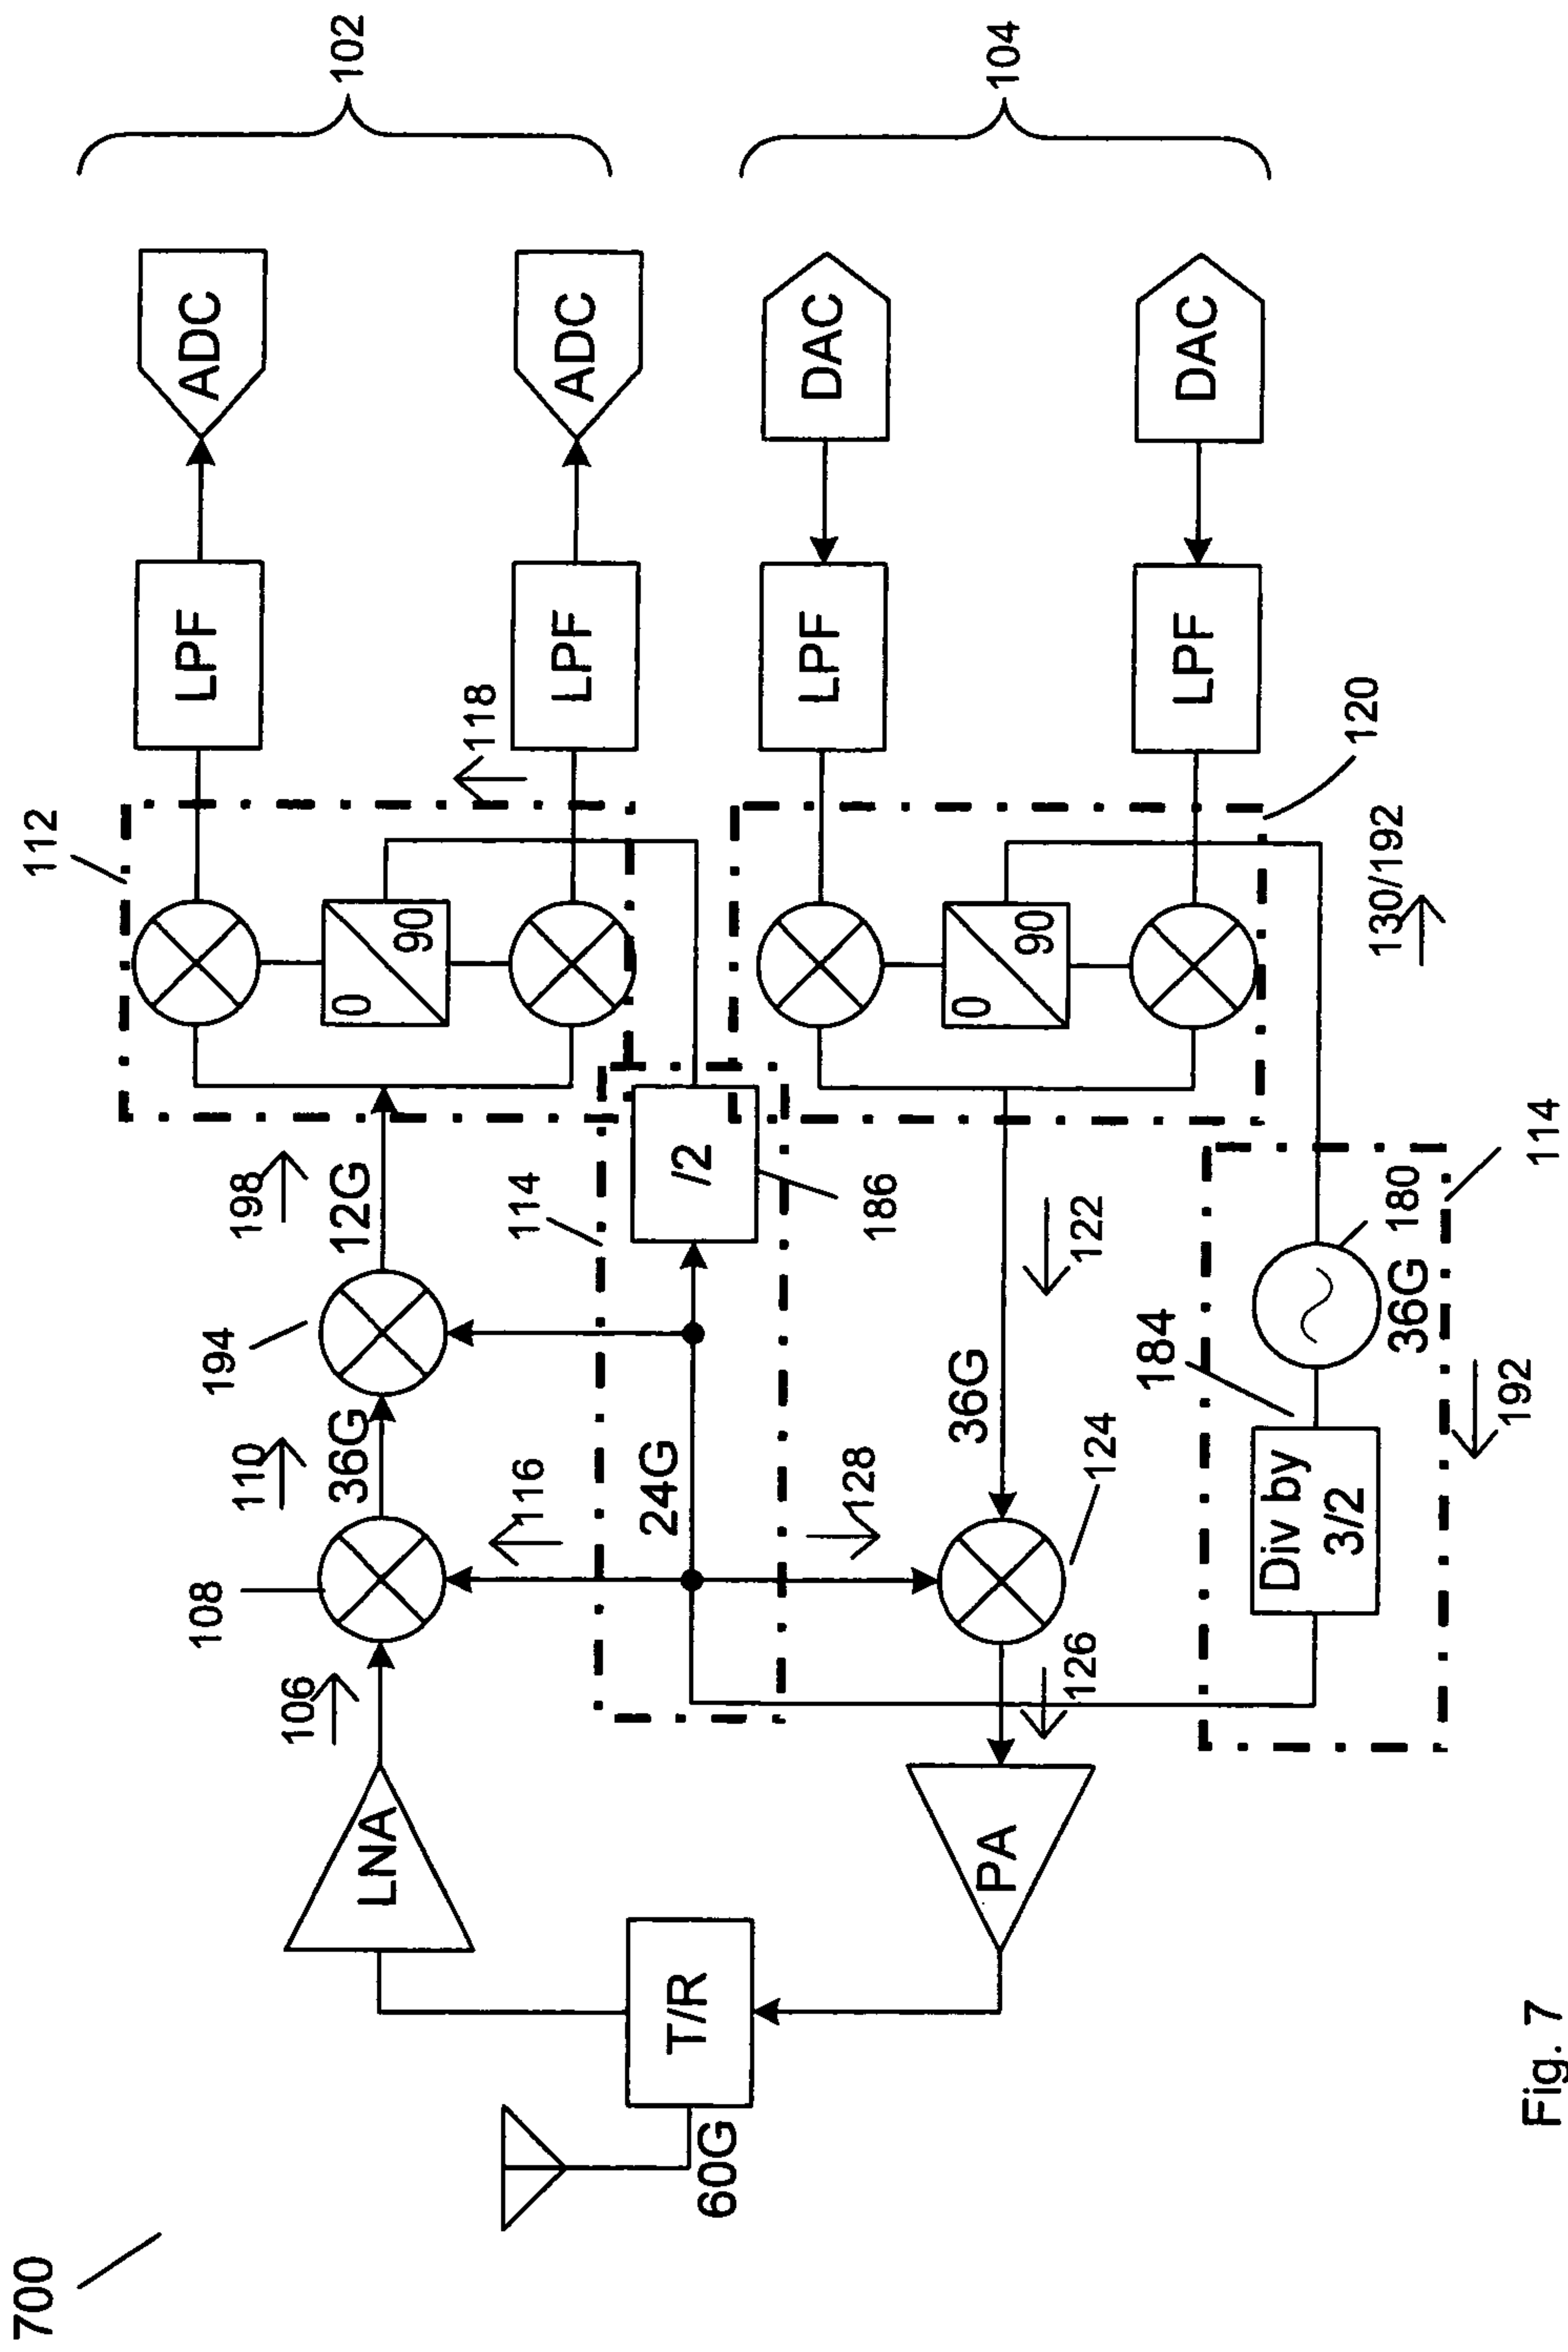 700
102
ADC
LPF
112
0
90
118
198
12G
194
110
36G
108
116
106
LNA
ADC
LPF
114
/2
186
24G
128
T/R
60G
104
DAC
LPF
120
0
90
122
36G
124
126
PA
DAC
LPF
130/192
114
180
36G
184
Div by
3/2
192
Fig. 7